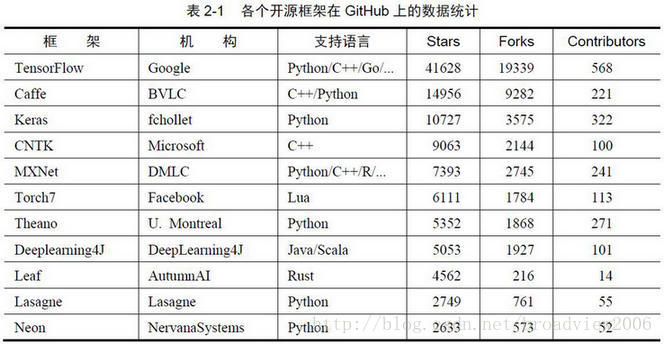 表 2-1 各个开源框架在 GitHub 上的数据统计
框 架 机 构 支持语言 Stars Forks Contributors
TensorFlow Google Python/C++/Go/... 41628 19339 568
Caffe BVLC C++/Python 14956 9282 221
Keras fchollet Python 10727 3575 322
CNTK Microsoft C++ 9063 2144 100
MXNet DMLC Python/C++/R/... 7393 2745 241
Torch7 Facebook Lua 6111 1784 113
Theano U. Montreal Python 5352 1868 271
Deeplearning4J DeepLearning4J Java/Scala 5053 1927 101
Leaf AutumnAI Rust 4562 216 14
Lasagne Lasagne Python 2749 761 55
Neon NervanaSystems Python 2633 573 52
http://blog.csdn.net/broadview2006